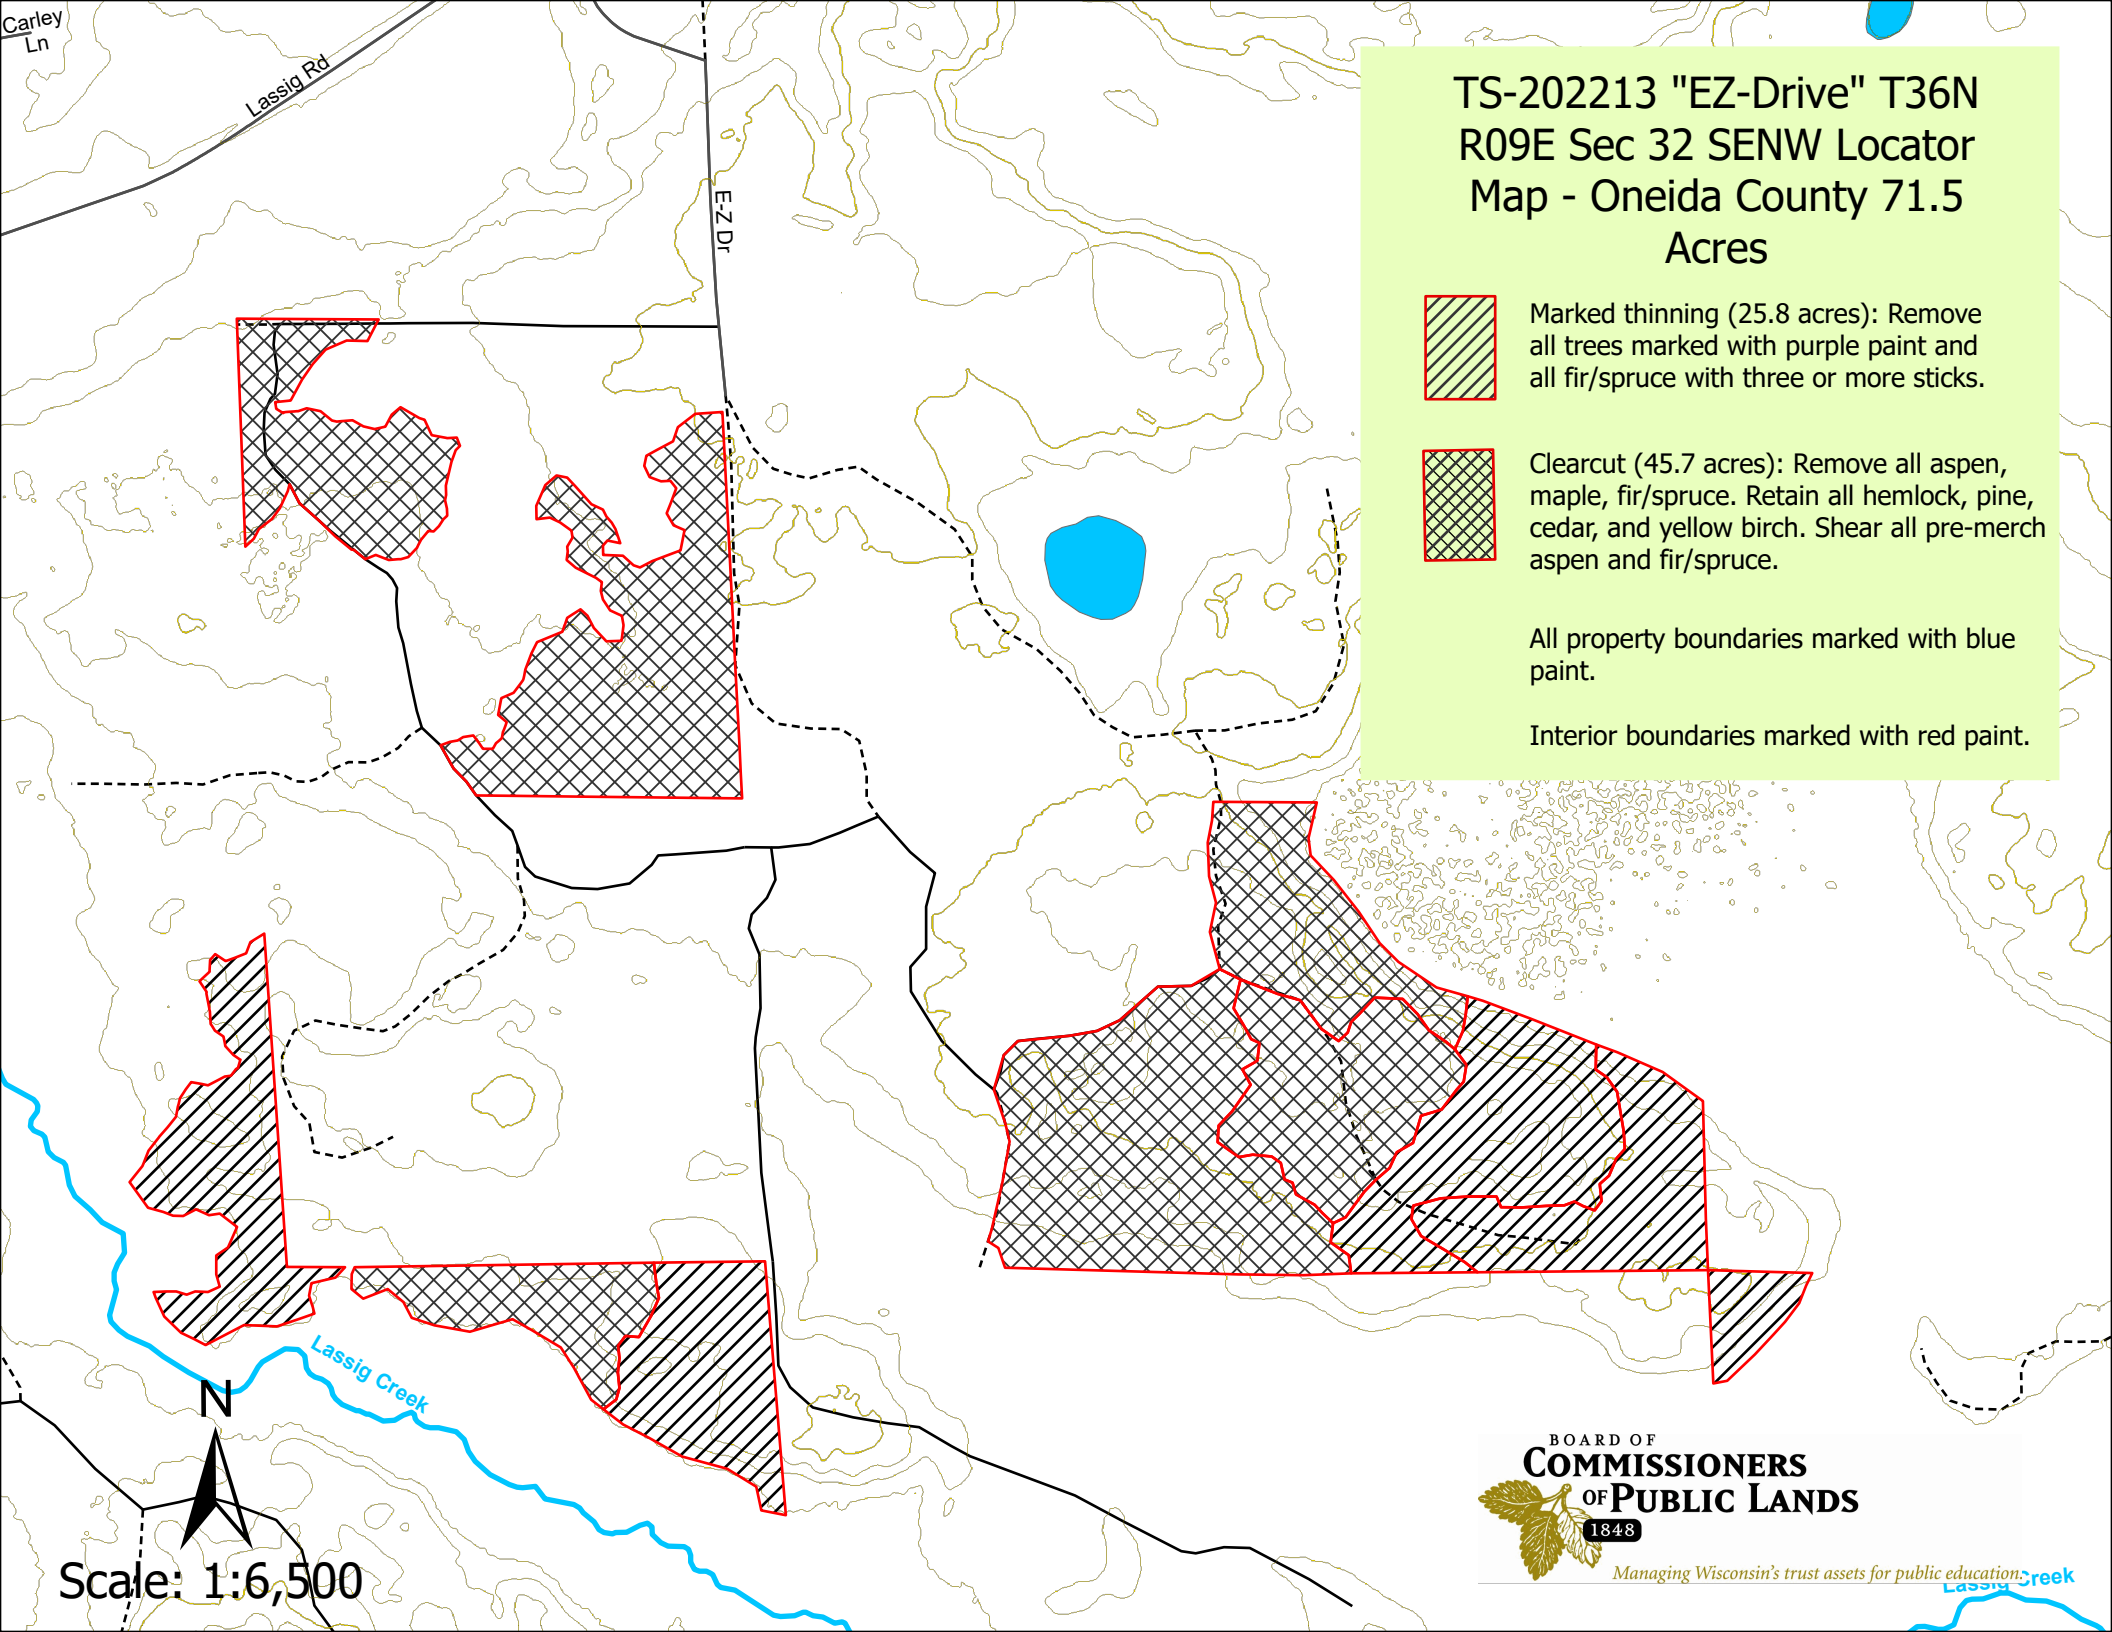 Carley
Ln
Lassig Rd
E-Z Dr
TS-202213 "EZ-Drive" T36N
R09E Sec 32 SENW Locator
Map - Oneida County 71.5
Acres
Marked thinning (25.8 acres): Remove
all trees marked with purple paint and
all fir/spruce with three or more sticks.
Clearcut (45.7 acres): Remove all aspen,
maple, fir/spruce. Retain all hemlock, pine,
cedar, and yellow birch. Shear all pre-merch
aspen and fir/spruce.
All property boundaries marked with blue
paint.
Interior boundaries marked with red paint.
Lassig Creek
N
Scale: 1:6,500
BOARD OF
COMMISSIONERS
OF PUBLIC LANDS
1848
Managing Wisconsin's trust assets for public education.
Lassig Creek